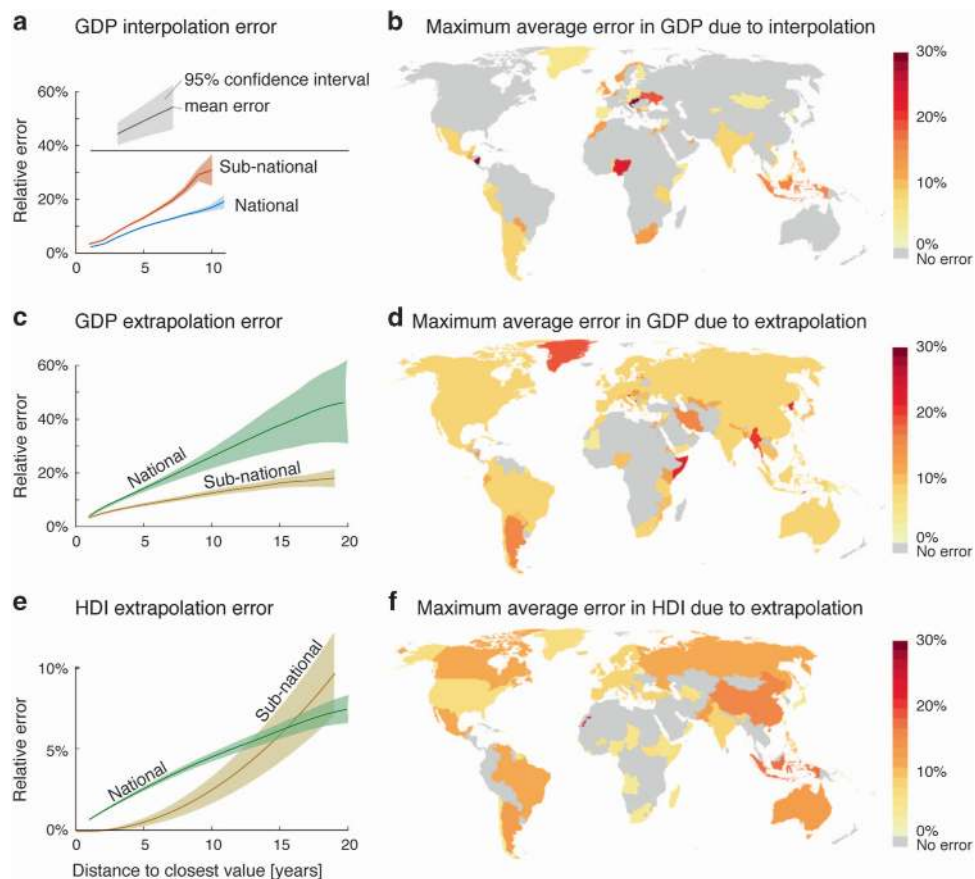 a GDP interpolation error
95% confidence interval
mean error
60%
40%
20%
0%
Relative error
Sub-national
National
0 5 10
b Maximum average error in GDP due to interpolation
30%
20%
10%
0%
No error
c GDP extrapolation error
60%
40%
20%
0%
Relative error
National
Sub-national
0 5 10 15 20
d Maximum average error in GDP due to extrapolation
30%
20%
10%
0%
No error
e HDI extrapolation error
10%
5%
0%
Relative error
National
Sub-national
0 5 10 15 20
Distance to closest value [years]
f Maximum average error in HDI due to extrapolation
30%
20%
10%
0%
No error